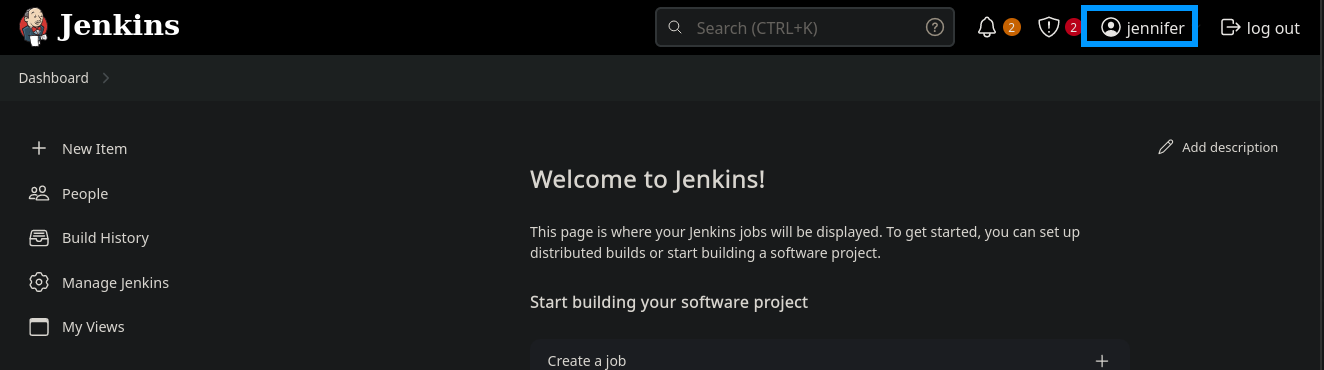 Jenkins
Search (CTRL+K)
2
2
jennifer
log out
Dashboard
New Item
People
Build History
Manage Jenkins
My Views
Add description
Welcome to Jenkins!
This page is where your Jenkins jobs will be displayed. To get started, you can set up
distributed builds or start building a software project.
Start building your software project
Create a job